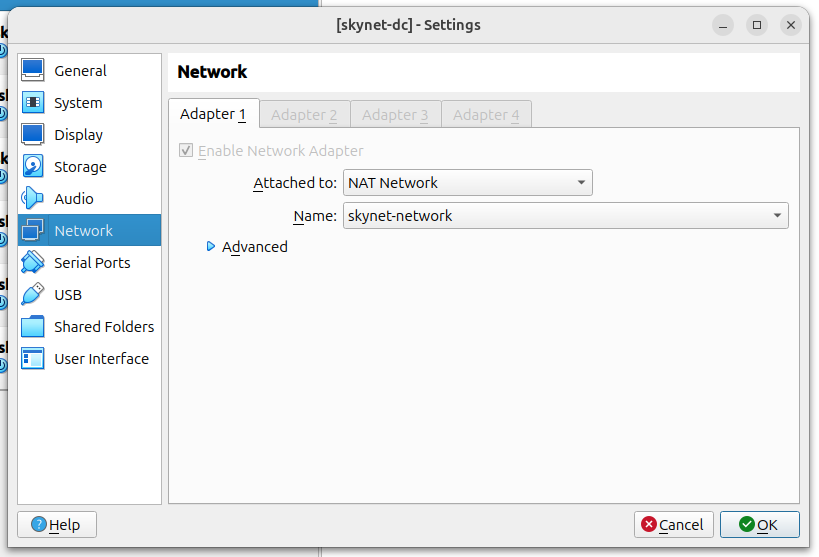 [skynet-dc] - Settings
General
System
Display
Storage
Audio
Network
Serial Ports
USB
Shared Folders
User Interface
Network
Adapter 1 Adapter 2 Adapter 3 Adapter 4
Enable Network Adapter
Attached to: NAT Network
Name: skynet-network
Advanced
Help Cancel OK